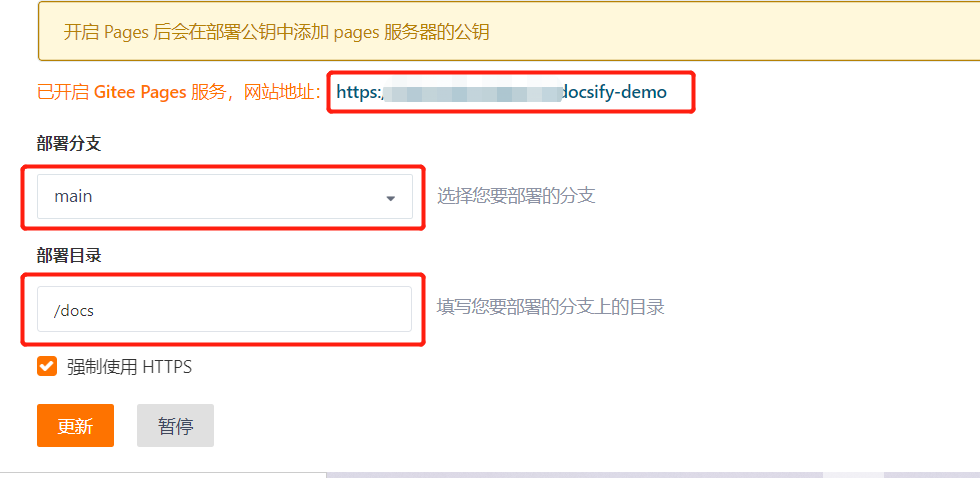 开启 Pages 后会在部署公钥中添加 pages 服务器的公钥
已开启 Gitee Pages 服务，网站地址： https:/ docsify-demo
部署分支
main 选择您要部署的分支
部署目录
/docs 填写您要部署的分支上的目录
强制使用 HTTPS
更新 暂停